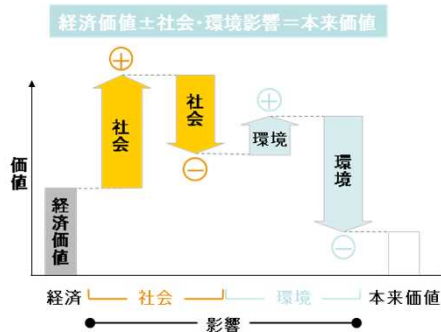 経済価値±社会・環境影響＝本来価値
＋
＋
社会
社会
環境
環境
－
－
価値
経済価値
経済
社会
環境
本来価値
影響